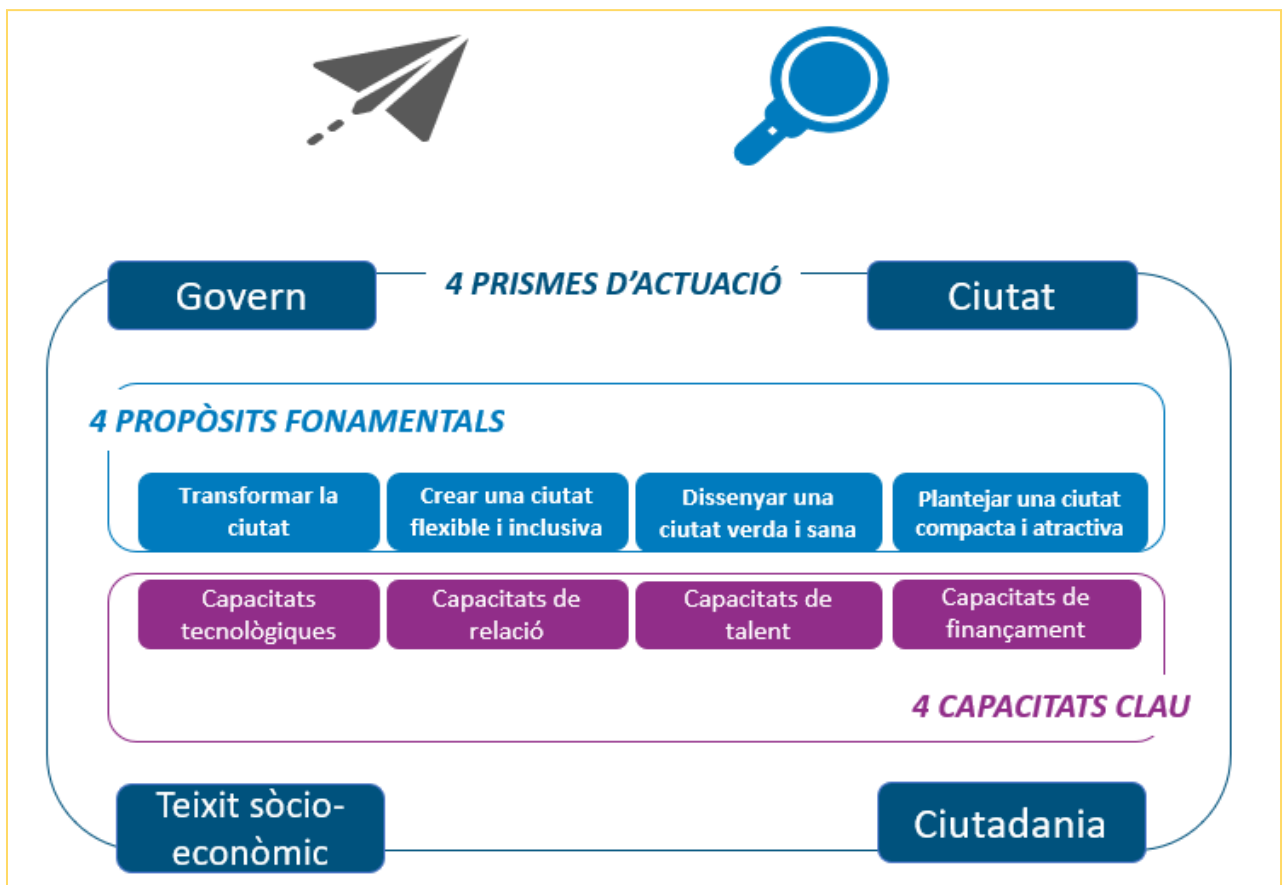 Govern
4 PRISMES D'ACTUACIÓ
Ciutat
4 PROPÒSITS FONAMENTALS
Transformar la
ciutat
Crear una ciutat
flexible i inclusiva
Dissenyar una
ciutat verda i sana
Plantejar una ciutat
compacta i atractiva
Capacitats
tecnològiques
Capacitats de
relació
Capacitats de
talent
Capacitats de
finançament
4 CAPACITATS CLAU
Teixit sòcio-
econòmic
Ciutadania